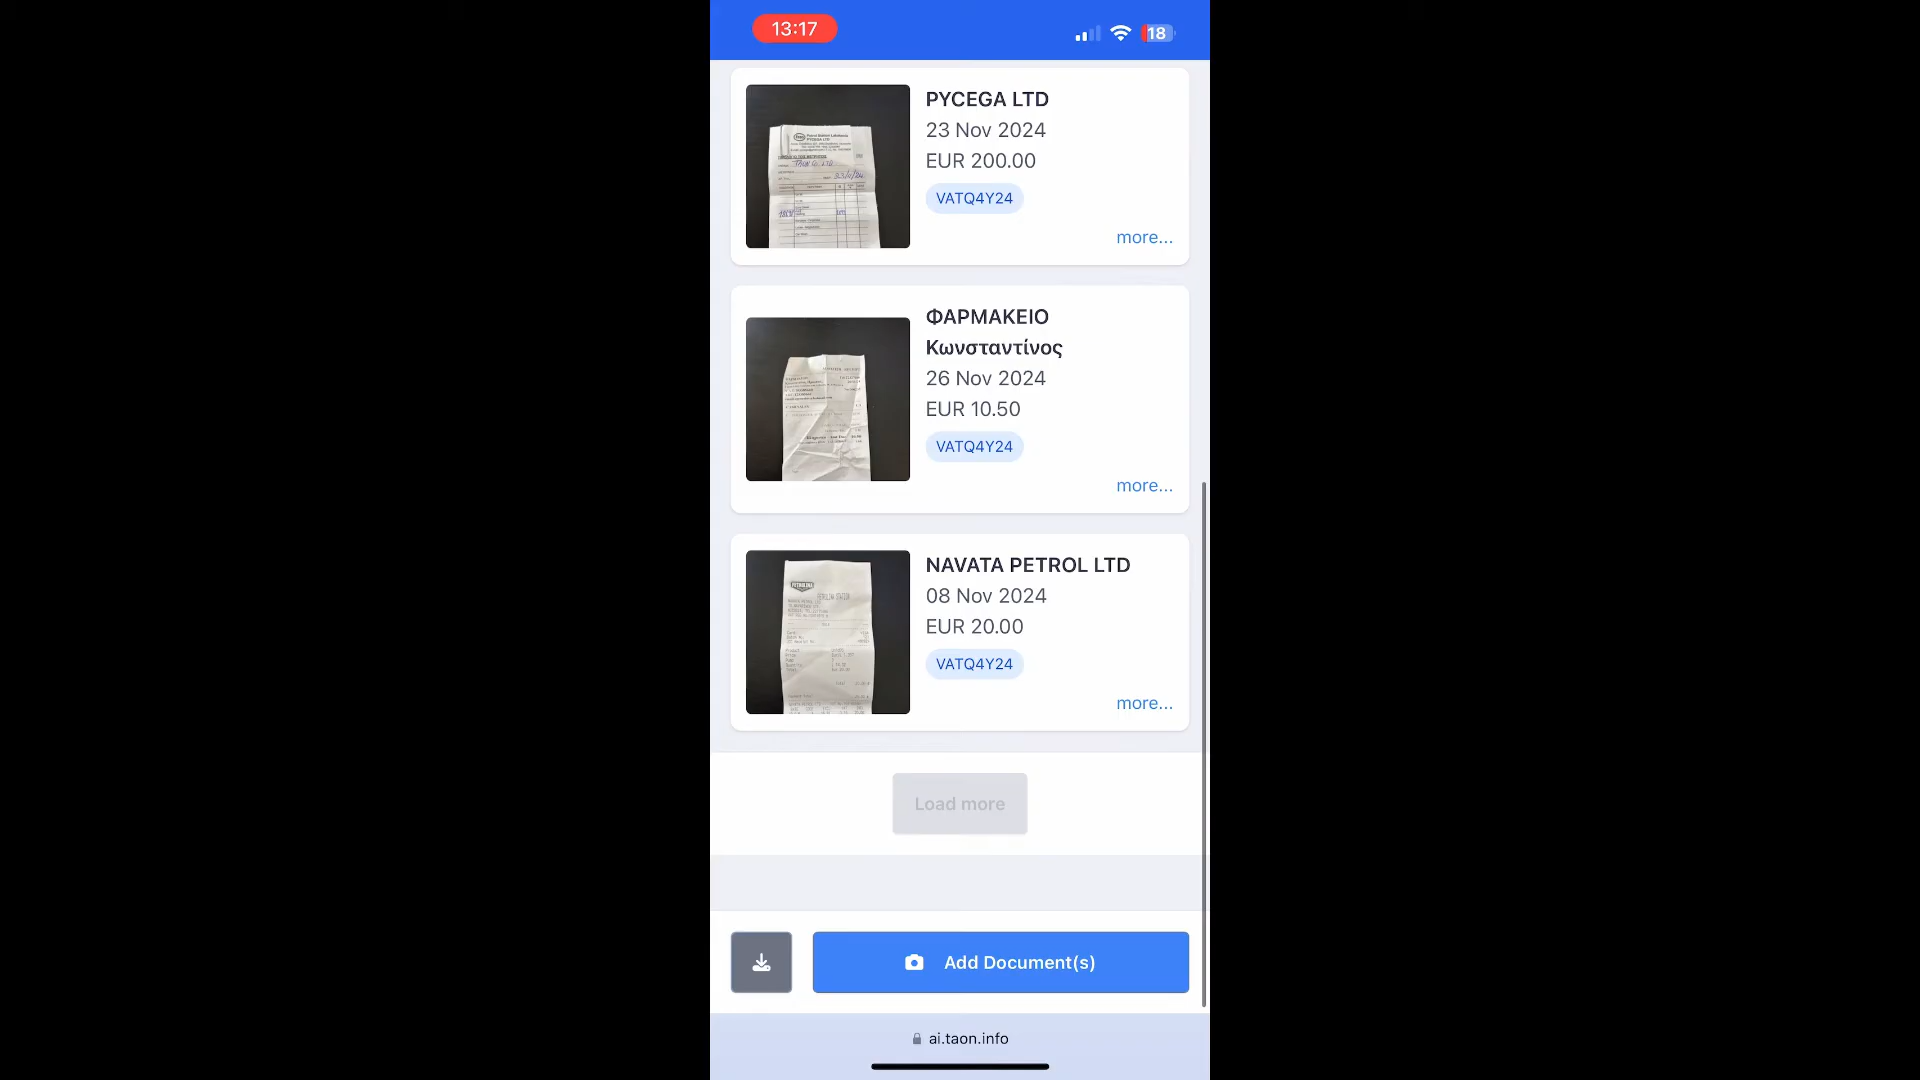 13:17
18
PYCEGA LTD
23 Nov 2024
EUR 200.00
VATQ4Y24
more...
ΦΑΡΜΑΚΕΙΟ
Κωνσταντίνος
26 Nov 2024
EUR 10.50
VATQ4Y24
more...
NAVATA PETROL LTD
08 Nov 2024
EUR 20.00
VATQ4Y24
more...
Load more
Add Document(s)
ai.taon.info